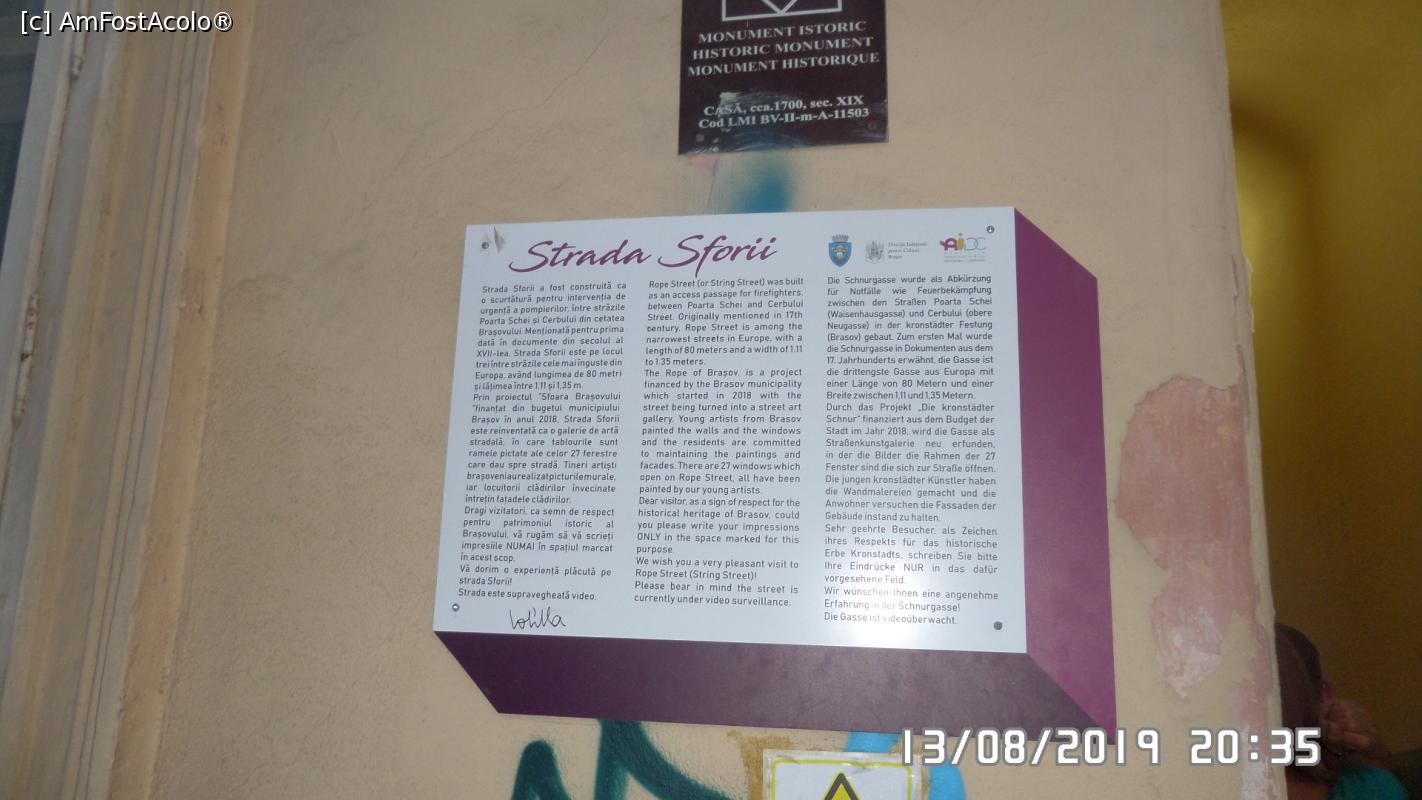 [c] AmFostAcolo®
MONUMENT ISTORIC
HISTORIC MONUMENT
MONUMENT HISTORIQUE
CASĂ, cca.1700, sec. XIX
Cod LMI BV-II-m-A-11503
Strada Sforii
Strada Sforii a fost construită ca
o scurtătură pentru intervenția de
urgență a pompierilor, între străzile
Poarta Schei și Cerbului din cetatea
Brașovului. Menționată pentru prima
dată în documente din secolul al
XVII-lea. Strada Sforii este pe locul
trei între străzile cele mai înguste din
Europa, având lungimea de 80 metri
și lățimea între 1,11 și 1,35 m.
Prin proiectul "Sfoara Brașovului
"finanțat din bugetul municipiului
Brașov în anul 2018, Strada Sforii
este reinventată ca o galerie de artă
stradală, în care tablourile sunt
ramele pictate ale celor 27 ferestre
care dau spre stradă. Tineri artiști
brașoveni au realizat picturile murale,
iar locuitorii clădirilor învecinate
întrețin fațadele clădirilor.
Dragi vizitatori, ca semn de respect
pentru patrimoniul istoric al
Brașovului, vă rugăm să vă scrieți
impresiile NUMAI în spațiul marcat
în acest scop.
Vă dorim o experiență plăcută pe
strada Sforii!
Strada este supravegheată video.
Rope Street (or String Street) was built
as an access passage for firefighters,
between Poarta Schei and Cerbului
Street. Originally mentioned in 17th
century, Rope Street is among the
narrowest streets in Europe, with a
length of 80 meters and a width of 1.11
to 1.35 meters.
The Rope of Brașov, is a project
financed by the Brasov municipality
which started in 2018 with the
street being turned into a street art
gallery. Young artists from Brasov
painted the walls and the windows
and the residents are committed
to maintaining the paintings and
facades. There are 27 windows which
open on Rope Street, all have been
painted by our young artists.
Dear visitor, as a sign of respect for the
historical heritage of Brasov, could
you please write your impressions
ONLY in the space marked for this
purpose.
We wish you a very pleasant visit to
Rope Street (String Street)!
Please bear in mind the street is
currently under video surveillance.
Direcția Județeană
pentru Cultură
Brașov
Die Schnurgasse wurde als Abkürzung
für Notfälle wie Feuerbekämpfung
zwischen den Straßen Poarta Schei
(Waisenhausgasse) und Cerbului (obere
Neugasse) in der kronstädter Festung
(Brasov) gebaut. Zum ersten Mal wurde
die Schnurgasse in Dokumenten aus dem
17. Jahrhunderts erwähnt, die Gasse ist
die drittengste Gasse aus Europa mit
einer Länge von 80 Metern und einer
Breite zwischen 1,11 und 1,35 Metern.
Durch das Projekt „Die kronstädter
Schnur" finanziert aus dem Budget der
Stadt im Jahr 2018, wird die Gasse als
Straßenkunstgalerie neu erfunden,
in der die Bilder die Rahmen der 27
Fenster sind die sich zur Straße öffnen.
Die jungen kronstädter Künstler haben
die Wandmalereien gemacht und die
Anwohner versuchen die Fassaden der
Gebäude instand zu halten.
Sehr geehrte Besucher, als Zeichen
ihres Respekts für das historische
Erbe Kronstadts, schreiben Sie bitte
Ihre Eindrücke NUR in das dafür
vorgesehene Feld.
Wir wünschen Ihnen eine angenehme
Erfahrung in der Schnurgasse!
Die Gasse ist videoüberwacht.
13/08/2019 20:35